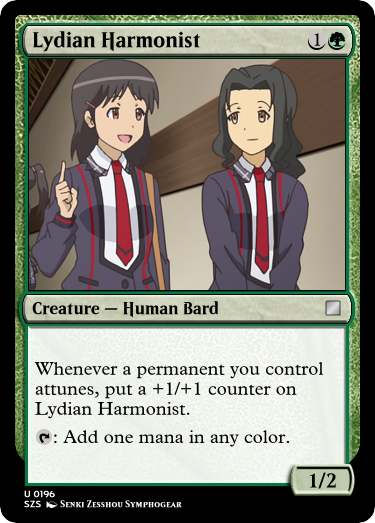 Lydian Harmonist 1
Creature — Human Bard
Whenever a permanent you control
attunes, put a +1/+1 counter on
Lydian Harmonist.
: Add one mana in any color.
1/2
U 0196
SZS Senki Zesshou Symphogear